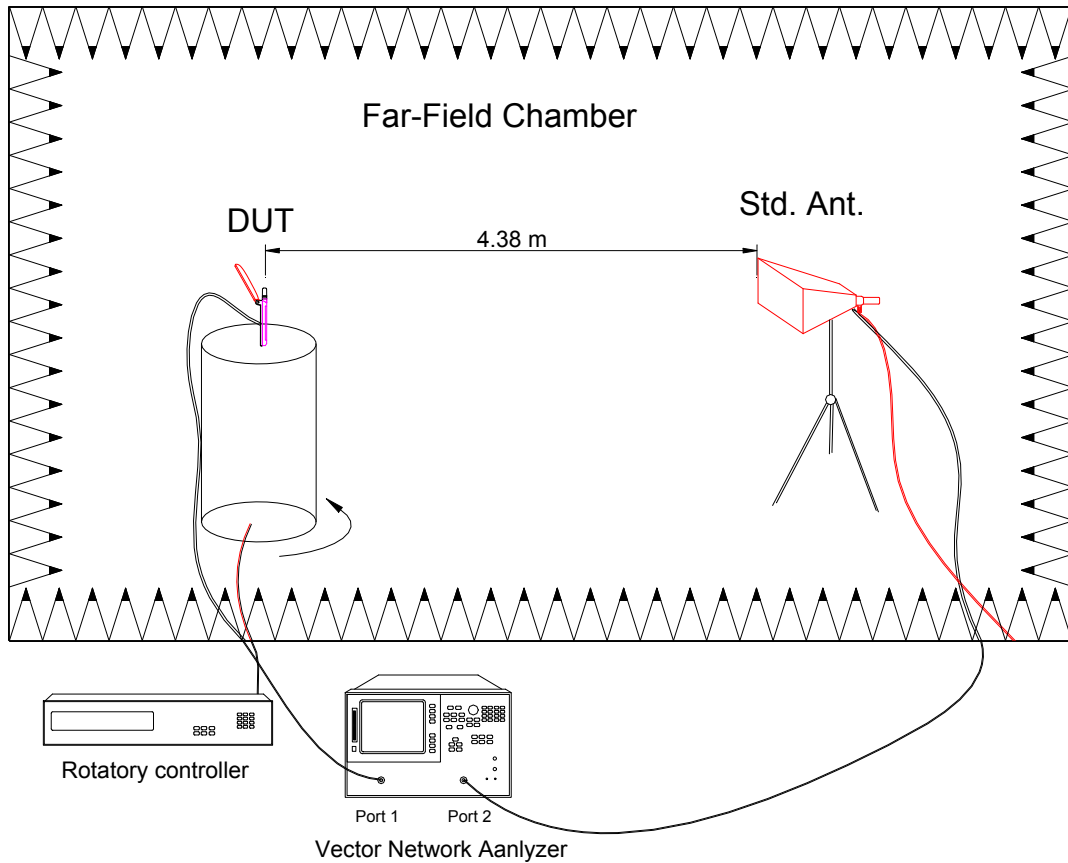 Far-Field Chamber
DUT
Std. Ant.
4.38 m
Rotatory controller
Port 1
Port 2
Vector Network Aanlyzer